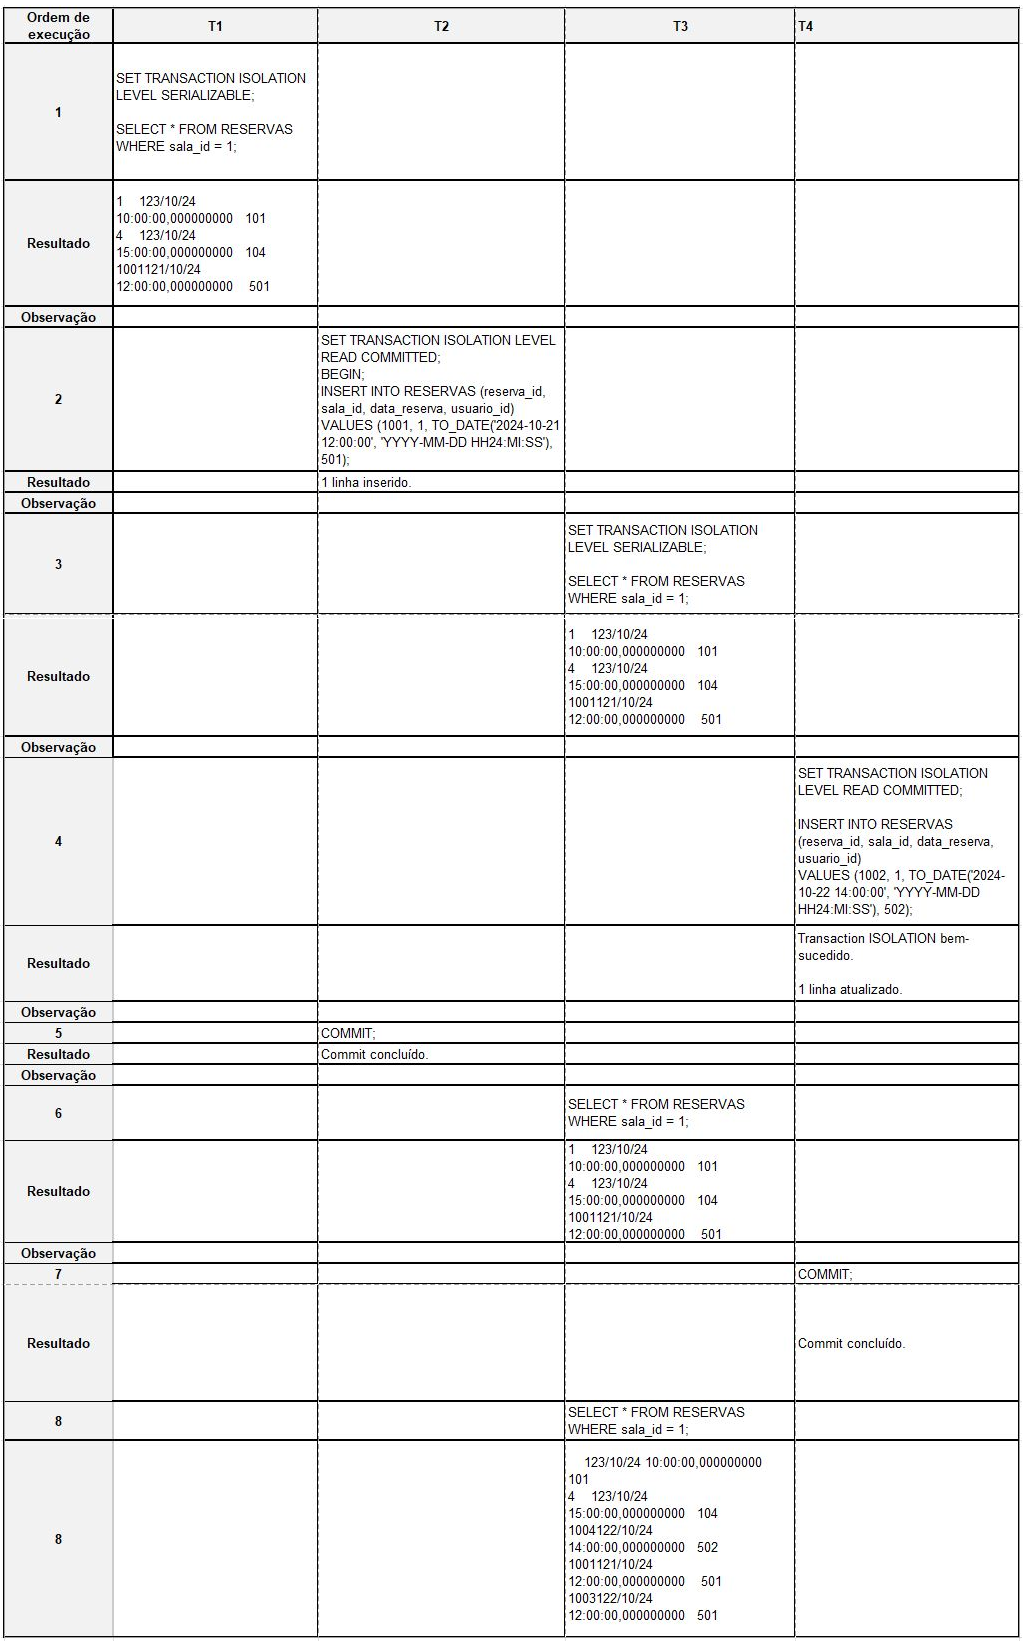 Ordem de
execução
T1
T2
T3
T4
1
SET TRANSACTION ISOLATION
LEVEL SERIALIZABLE;
SELECT * FROM RESERVAS
WHERE sala_id = 1;
Resultado
1 123/10/24
10:00:00,000000000 101
4 123/10/24
15:00:00,000000000 104
1001121/10/24
12:00:00,000000000 501
Observação
2
SET TRANSACTION ISOLATION LEVEL
READ COMMITTED;
BEGIN;
INSERT INTO RESERVAS (reserva_id,
sala_id, data_reserva, usuario_id)
VALUES (1001, 1, TO_DATE('2024-10-21
12:00:00', 'YYYY-MM-DD HH24:MI:SS'),
501);
Resultado
1 linha inserido.
Observação
3
SET TRANSACTION ISOLATION
LEVEL SERIALIZABLE;
SELECT * FROM RESERVAS
WHERE sala_id = 1;
Resultado
1 123/10/24
10:00:00,000000000 101
4 123/10/24
15:00:00,000000000 104
1001121/10/24
12:00:00,000000000 501
Observação
4
SET TRANSACTION ISOLATION
LEVEL READ COMMITTED;
INSERT INTO RESERVAS
(reserva_id, sala_id, data_reserva,
usuario_id)
VALUES (1002, 1, TO_DATE('2024-
10-22 14:00:00', 'YYYY-MM-DD
HH24:MI:SS'), 502);
Resultado
Transaction ISOLATION bem-
sucedido.
1 linha atualizado.
Observação
5
COMMIT;
Resultado
Commit concluído.
Observação
6
SELECT * FROM RESERVAS
WHERE sala_id = 1;
Resultado
1 123/10/24
10:00:00,000000000 101
4 123/10/24
15:00:00,000000000 104
1001121/10/24
12:00:00,000000000 501
Observação
7
COMMIT;
Resultado
Commit concluído.
8
SELECT * FROM RESERVAS
WHERE sala_id = 1;
8
123/10/24 10:00:00,000000000
101
4 123/10/24
15:00:00,000000000 104
1004122/10/24
14:00:00,000000000 502
1001121/10/24
12:00:00,000000000 501
1003122/10/24
12:00:00,000000000 501